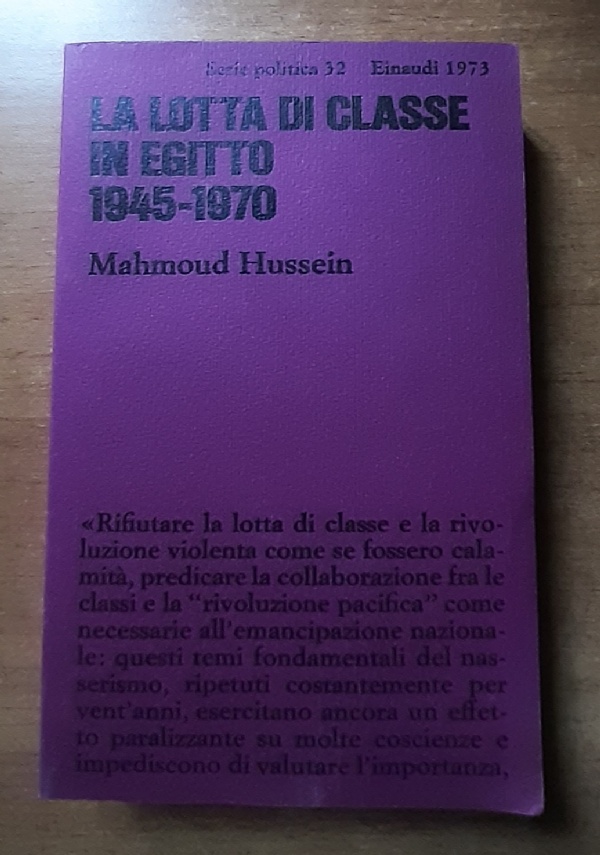 Serie politica 32 Einaudi 1973
LA LOTTA DI CLASSE
IN EGITTO
1945-1970
Mahmoud Hussein
«Rifiutare la lotta di classe e la rivo-
luzione violenta come se fossero cala-
mità, predicare la collaborazione fra le
classi e la "rivoluzione pacifica" come
necessarie all'emancipazione naziona-
le: questi temi fondamentali del nas-
serismo, ripetuti costantemente per
vent'anni, esercitano ancora un effet-
to paralizzante su molte coscienze e
impediscono di valutare l'importanza,